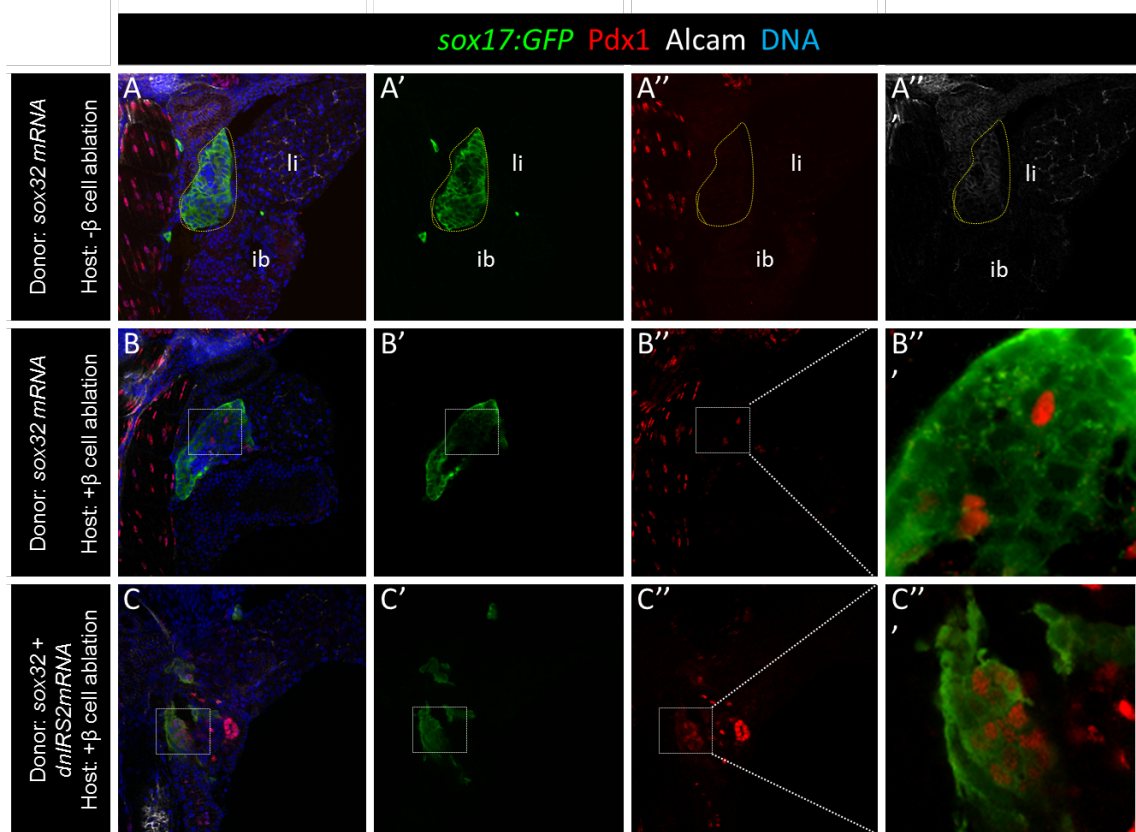 sox17:GFP Pdx1 Alcam DNA
Donor: sox32 mRNA
Host: -β cell ablation
A
A’
A’’
A’’
’
li
li
li
li
ib
ib
ib
ib
Donor: sox32 mRNA
Host: +β cell ablation
B
B’
B’’
B’’
’
Donor: sox32 +
dnIRS2mRNA
Host: +β cell ablation
C
C’
C’’
C’’
’